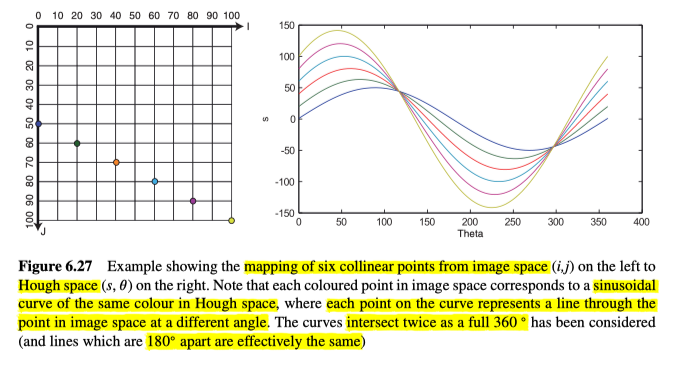 0 10 20 30 40 50 60 70 80 90 100
I
0
10
20
30
40
50
60
70
80
90
100
J
150
100
50
0
-50
-100
-150
s
0 50 100 150 200 250 300 350 400
Theta
Figure 6.27 Example showing the mapping of six collinear points from image space (i,j) on the left to
Hough space (s, θ) on the right. Note that each coloured point in image space corresponds to a sinusoidal
curve of the same colour in Hough space, where each point on the curve represents a line through the
point in image space at a different angle. The curves intersect twice as a full 360 ° has been considered
(and lines which are 180° apart are effectively the same)